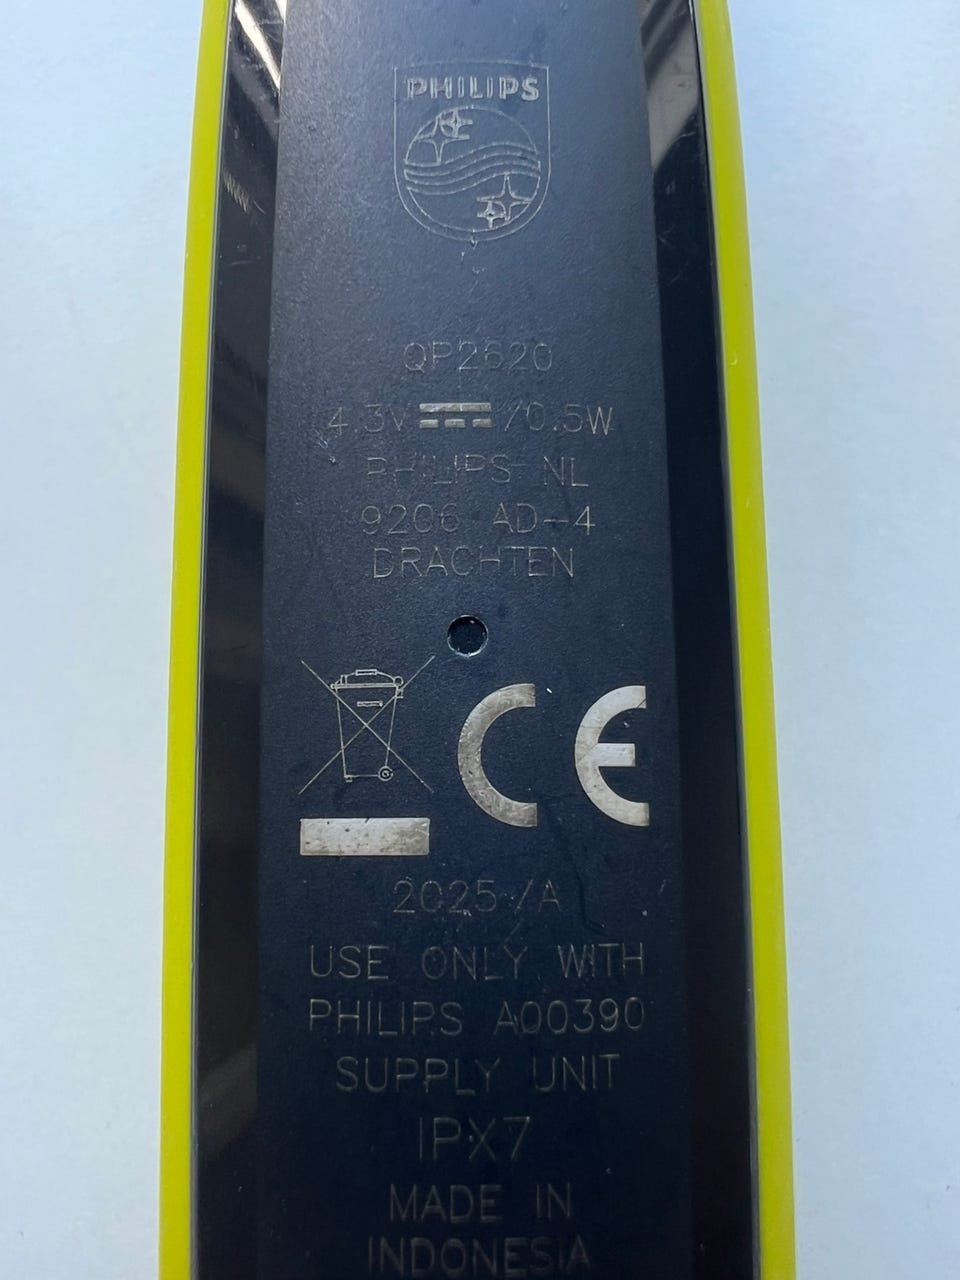 PHILIPS
QP2620
4.3V⎓/0.5W
PHILIPS NL
9206 AD-4
DRACHTEN
CE
2025/A
USE ONLY WITH
PHILIPS A00390
SUPPLY UNIT
IPX7
MADE IN
INDONESIA